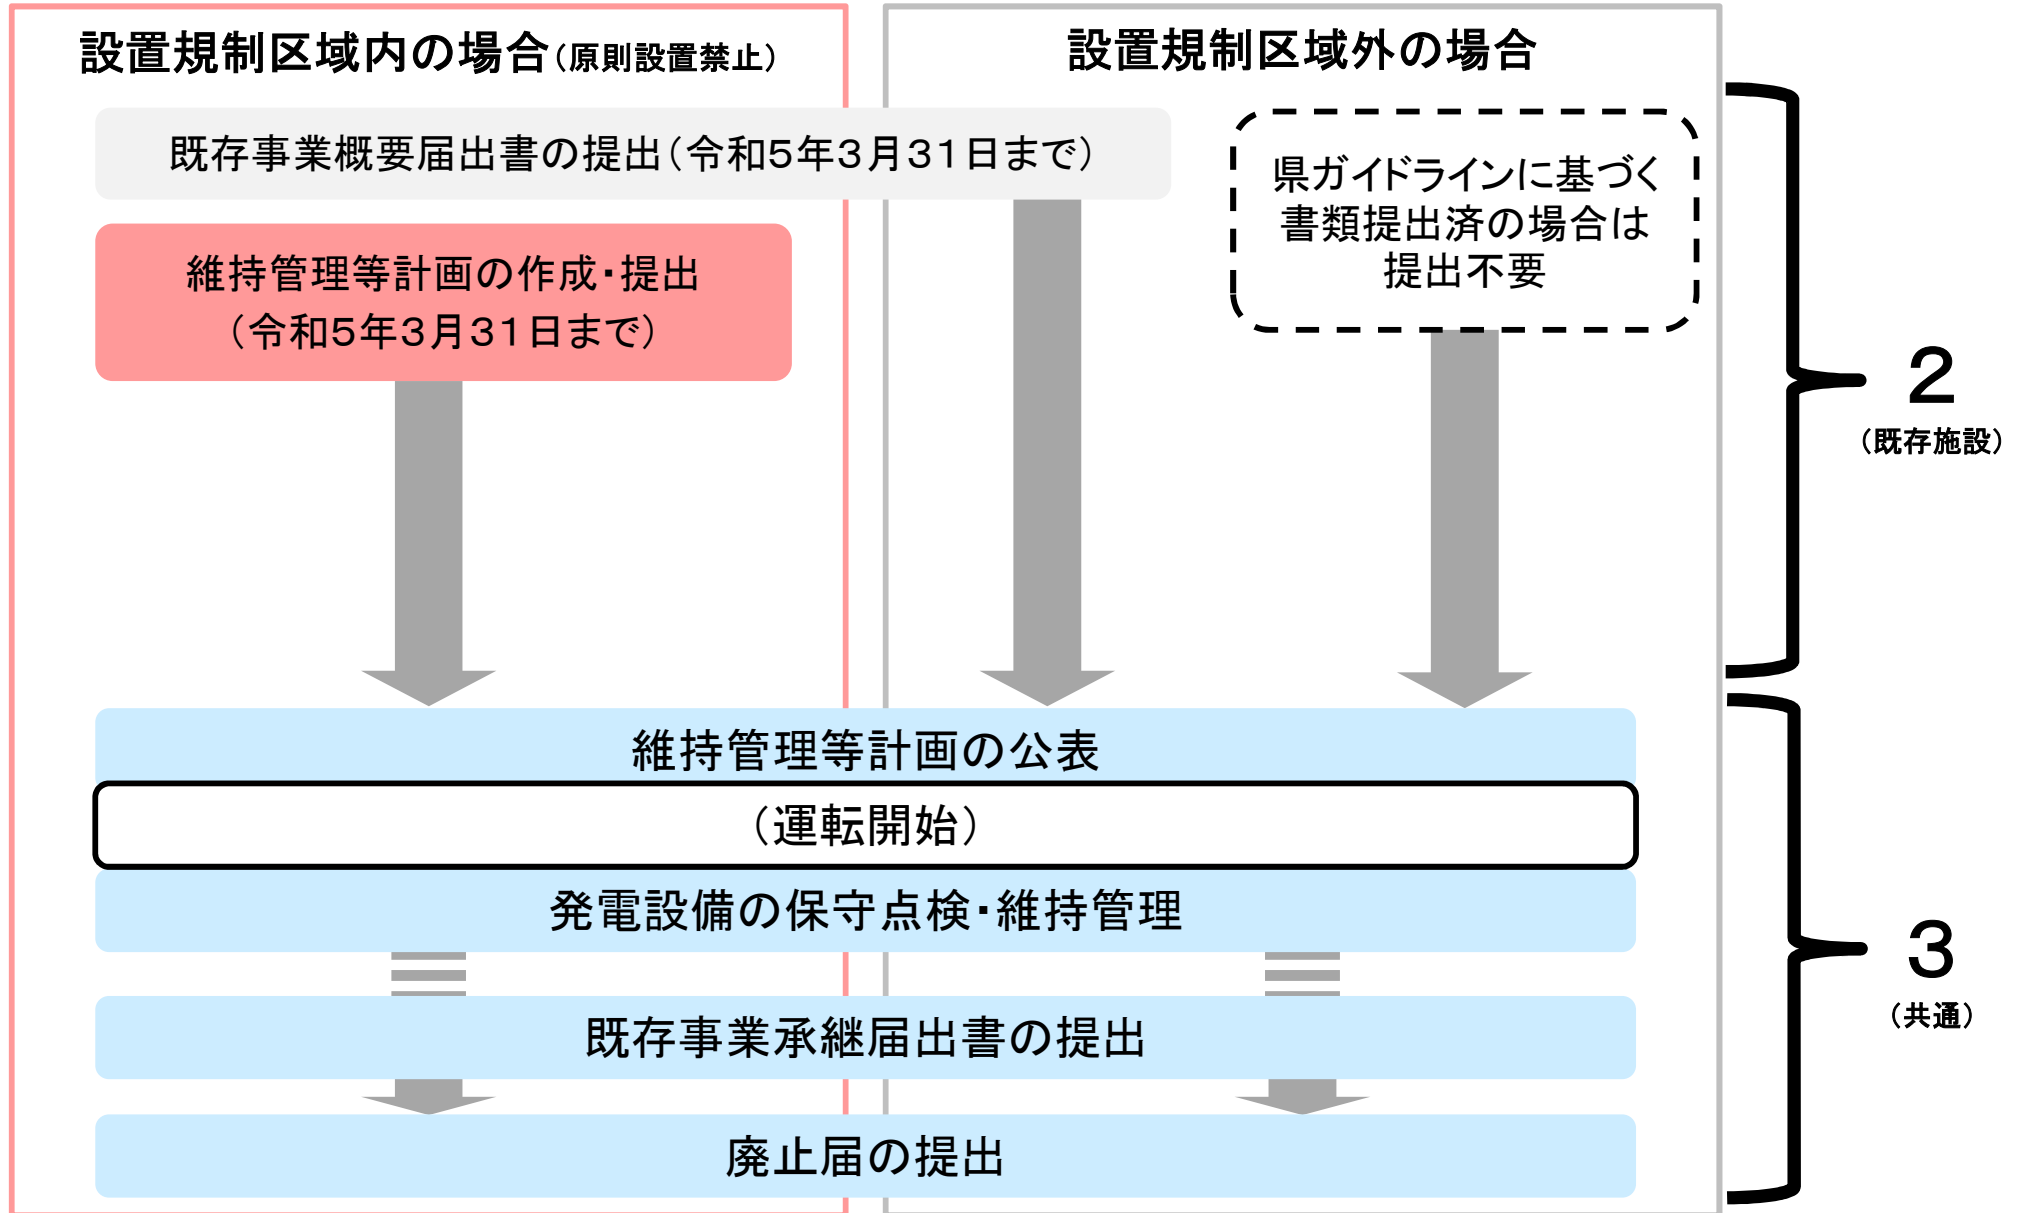 設置規制区域内の場合(原則設置禁止)
設置規制区域外の場合
既存事業概要届出書の提出(令和5年3月31日まで)
県ガイドラインに基づく
書類提出済の場合は
提出不要
維持管理等計画の作成・提出
(令和5年3月31日まで)
2
(既存施設)
維持管理等計画の公表
(運転開始)
発電設備の保守点検・維持管理
既存事業承継届出書の提出
廃止届の提出
3
(共通)